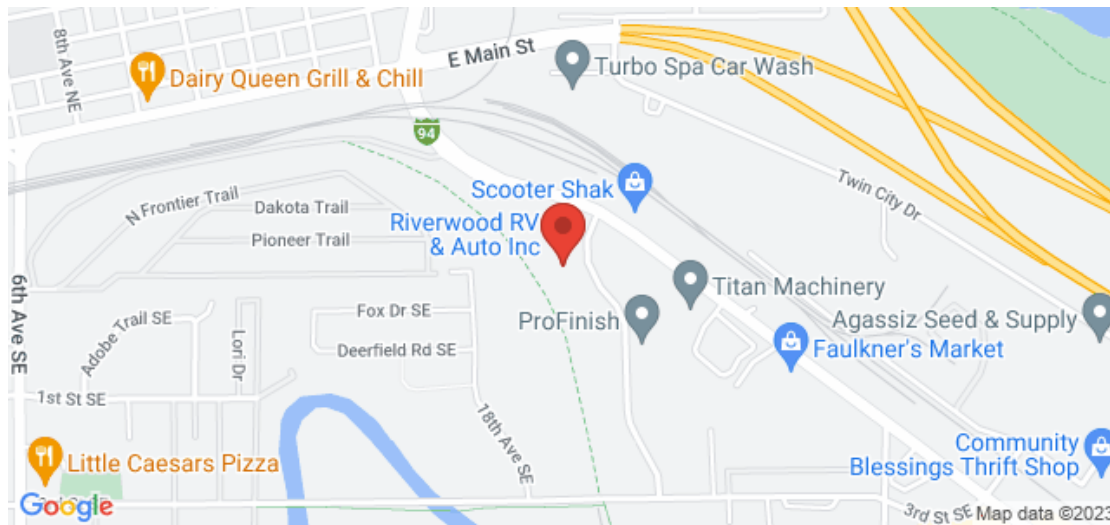 E Main St
8th Ave NE
Dairy Queen Grill & Chill
Turbo Spa Car Wash
94
Twin City Dr
Scooter Shak
N Frontier Trail
Dakota Trail
Riverwood RV
& Auto Inc
Pioneer Trail
6th Ave SE
Titan Machinery
Fox Dr SE
ProFinish
Agassiz Seed & Supply
Adobe Trail SE
Lori Dr
Deerfield Rd SE
Faulkner's Market
1st St SE
18th Ave SE
Community
Blessings Thrift Shop
Little Caesars Pizza
Google
3rd St SE
Map data ©2023